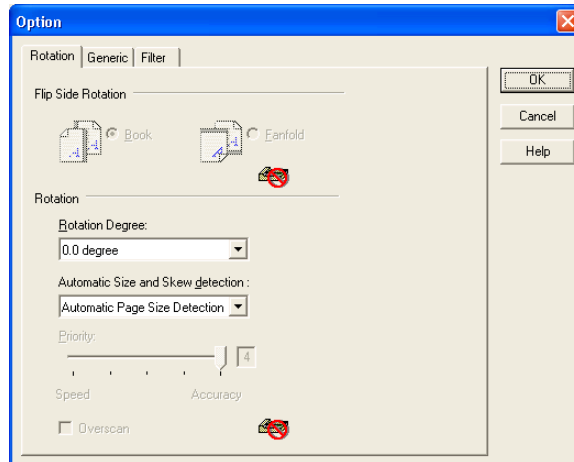 Option
Rotation Generic Filter
OK
Cancel
Help
Flip Side Rotation
Book Fanfold
Rotation
Rotation Degree:
0.0 degree
Automatic Size and Skew detection :
Automatic Page Size Detection
Priority:
4
Speed Accuracy
Overscan